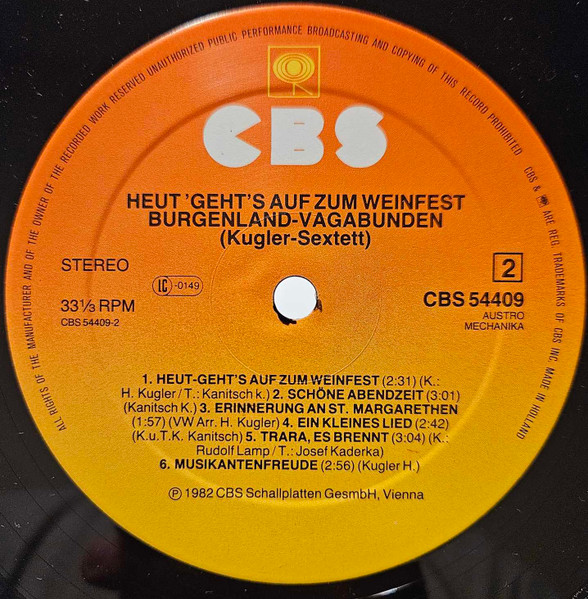 ALL RIGHTS OF THE MANUFACTURER AND OF THE OWNER OF THE RECORDED WORK RESERVED UNAUTHORIZED PUBLIC PERFORMANCE BROADCASTING AND COPYING OF THIS RECORD PROHIBITED
CBS & ARE REG. TRADEMARKS OF CBS INC. MADE IN HOLLAND
CBS
HEUT 'GEHT'S AUF ZUM WEINFEST
BURGENLAND-VAGABUNDEN
(Kugler-Sextett)
STEREO
LC -0149
2
33⅓ RPM
CBS 54409-2
CBS 54409
AUSTRO
MECHANIKA
1. HEUT-GEHT'S AUF ZUM WEINFEST (2:31) (K.:
H. Kugler/T.: Kanitsch k.) 2. SCHÖNE ABENDZEIT (3:01)
(Kanitsch K.) 3. ERINNERUNG AN ST. MARGARETHEN
(1:57) (VW Arr. H. Kugler) 4. EIN KLEINES LIED (2:42)
(K.u.T.K. Kanitsch) 5. TRARA, ES BRENNT (3:04) (K.:
Rudolf Lamp/T.: Josef Kaderka)
6. MUSIKANTENFREUDE (2:56) (Kugler H.)
℗ 1982 CBS Schallplatten GesmbH, Vienna